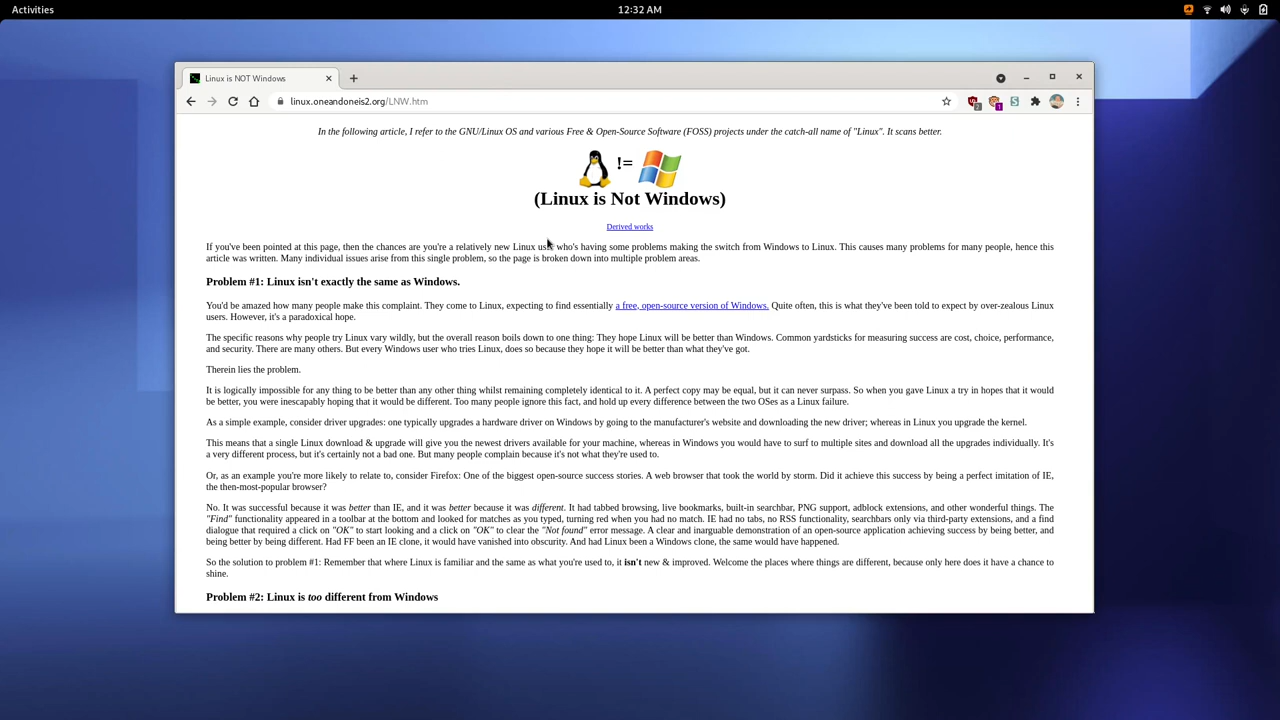 Activities
12:32 AM
Linux is NOT Windows
linux.oneandoneis2.org/LNW.htm
2
1
In the following article, I refer to the GNU/Linux OS and various Free & Open-Source Software (FOSS) projects under the catch-all name of "Linux". It scans better.
!=
(Linux is Not Windows)
Derived works
If you've been pointed at this page, then the chances are you're a relatively new Linux user who's having some problems making the switch from Windows to Linux. This causes many problems for many people, hence this
article was written. Many individual issues arise from this single problem, so the page is broken down into multiple problem areas.
Problem #1: Linux isn't exactly the same as Windows.
You'd be amazed how many people make this complaint. They come to Linux, expecting to find essentially a free, open-source version of Windows. Quite often, this is what they've been told to expect by over-zealous Linux
users. However, it's a paradoxical hope.
The specific reasons why people try Linux vary wildly, but the overall reason boils down to one thing: They hope Linux will be better than Windows. Common yardsticks for measuring success are cost, choice, performance,
and security. There are many others. But every Windows user who tries Linux, does so because they hope it will be better than what they've got.
Therein lies the problem.
It is logically impossible for any thing to be better than any other thing whilst remaining completely identical to it. A perfect copy may be equal, but it can never surpass. So when you gave Linux a try in hopes that it would
be better, you were inescapably hoping that it would be different. Too many people ignore this fact, and hold up every difference between the two OSes as a Linux failure.
As a simple example, consider driver upgrades: one typically upgrades a hardware driver on Windows by going to the manufacturer's website and downloading the new driver; whereas in Linux you upgrade the kernel.
This means that a single Linux download & upgrade will give you the newest drivers available for your machine, whereas in Windows you would have to surf to multiple sites and download all the upgrades individually. It's
a very different process, but it's certainly not a bad one. But many people complain because it's not what they're used to.
Or, as an example you're more likely to relate to, consider Firefox: One of the biggest open-source success stories. A web browser that took the world by storm. Did it achieve this success by being a perfect imitation of IE,
the then-most-popular browser?
No. It was successful because it was better than IE, and it was better because it was different. It had tabbed browsing, live bookmarks, built-in searchbar, PNG support, adblock extensions, and other wonderful things. The
"Find" functionality appeared in a toolbar at the bottom and looked for matches as you typed, turning red when you had no match. IE had no tabs, no RSS functionality, searchbars only via third-party extensions, and a find
dialogue that required a click on "OK" to start looking and a click on "OK" to clear the "Not found" error message. A clear and inarguable demonstration of an open-source application achieving success by being better, and
being better by being different. Had FF been an IE clone, it would have vanished into obscurity. And had Linux been a Windows clone, the same would have happened.
So the solution to problem #1: Remember that where Linux is familiar and the same as what you're used to, it isn't new & improved. Welcome the places where things are different, because only here does it have a chance to
shine.
Problem #2: Linux is too different from Windows